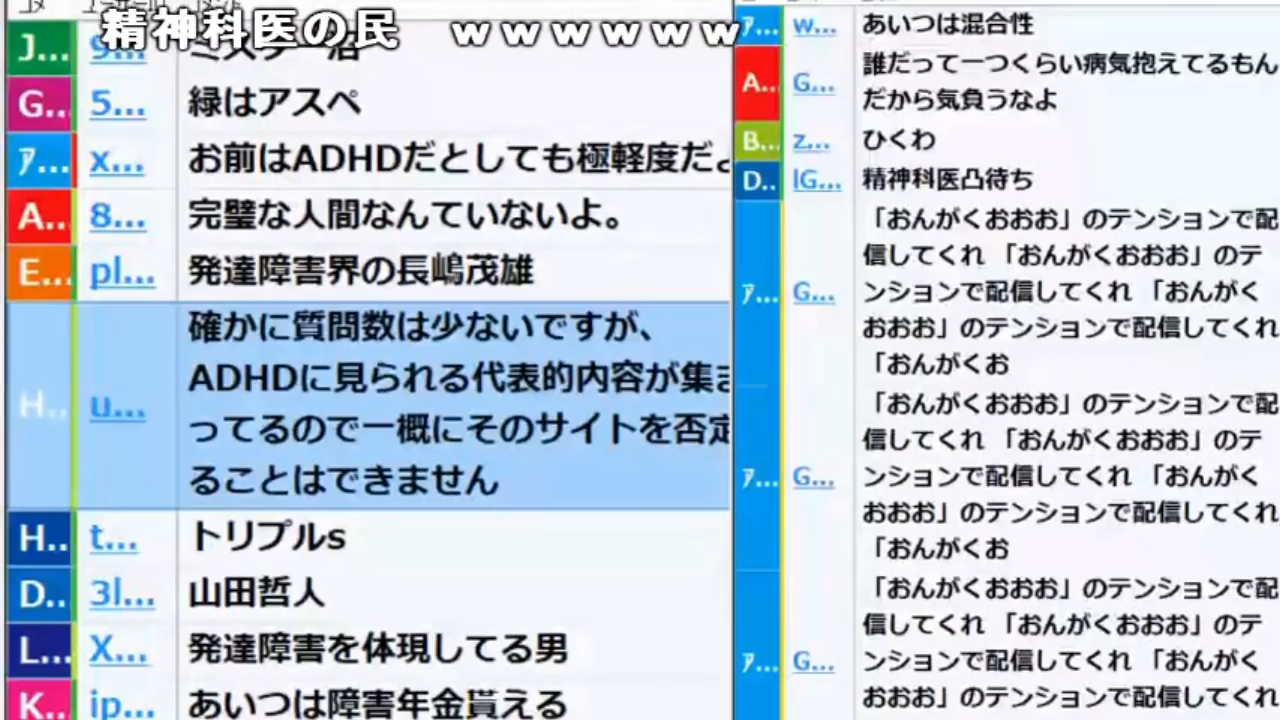 精神科医の民　ｗｗｗｗｗｗ
J... 9... ミスター沼
G... 5... 緑はアスペ
ｱ... x... お前はADHDだとしても極軽度だよ
A... 8... 完璧な人間なんていないよ。
E... pl... 発達障害界の長嶋茂雄
H... u... 確かに質問数は少ないですが、
ADHDに見られる代表的内容が集ま
ってるので一概にそのサイトを否定
ることはできません
H... t... トリプルs
D... 3l... 山田哲人
L... X... 発達障害を体現してる男
K... ip... あいつは障害年金貰える
ｱ... w... あいつは混合性
A... G... 誰だって一つくらい病気抱えてるもん
だから気負うなよ
B... z... ひくわ
D... lG... 精神科医凸待ち
「おんがくおおお」のテンションで配
信してくれ 「おんがくおおお」のテ
ｱ... G... ンションで配信してくれ 「おんがく
おおお」のテンションで配信してくれ
「おんがくお
「おんがくおおお」のテンションで配
信してくれ 「おんがくおおお」のテ
ｱ... G... ンションで配信してくれ 「おんがく
おおお」のテンションで配信してくれ
「おんがくお
「おんがくおおお」のテンションで配
信してくれ 「おんがくおおお」のテ
ｱ... G... ンションで配信してくれ 「おんがく
おおお」のテンションで配信してくれ